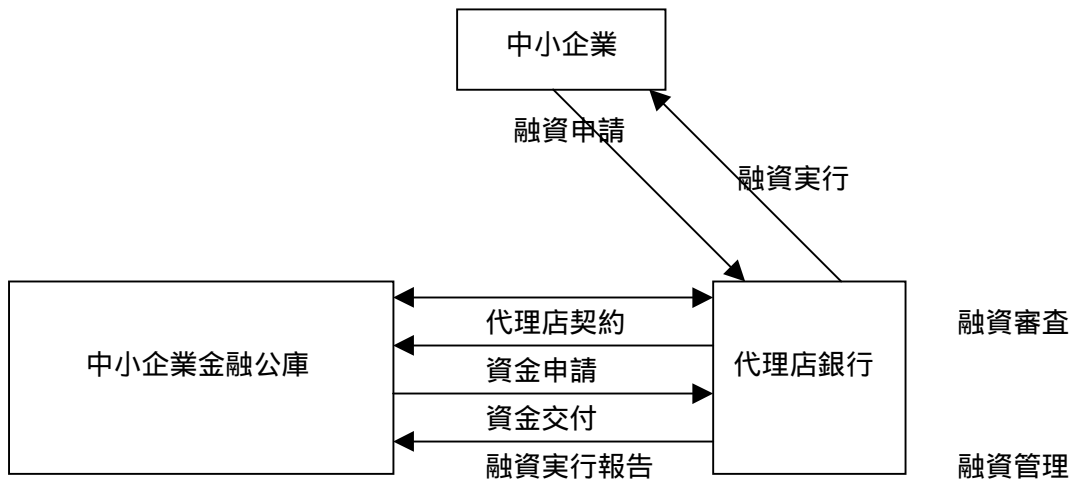 中小企業
融資申請
融資実行
代理店契約
融資審査
中小企業金融公庫
資金申請
代理店銀行
資金交付
融資実行報告
融資管理